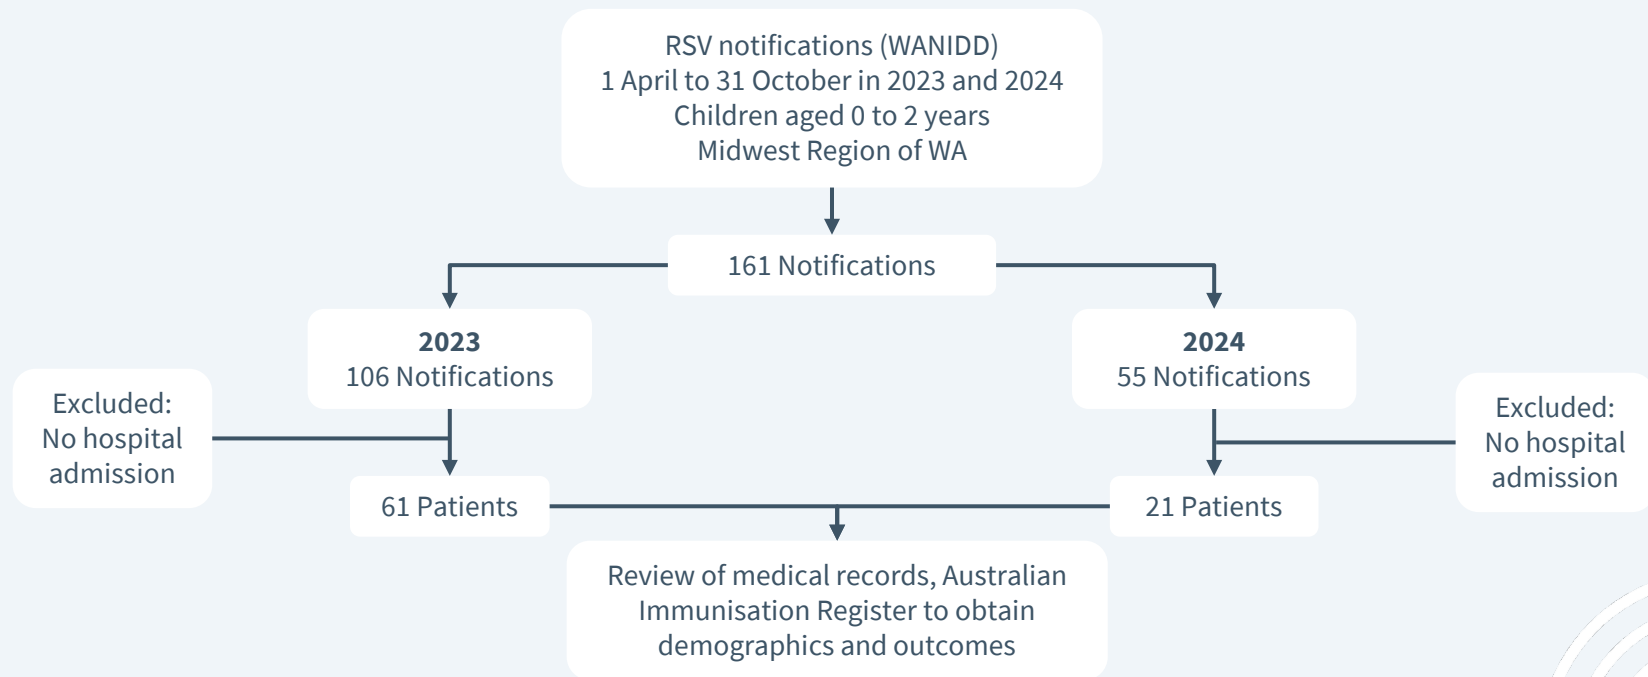 RSV notifications (WANIDD)
1 April to 31 October in 2023 and 2024
Children aged 0 to 2 years
Midwest Region of WA
161 Notifications
2023
106 Notifications
2024
55 Notifications
Excluded:
No hospital
admission
Excluded:
No hospital
admission
61 Patients
21 Patients
Review of medical records, Australian
Immunisation Register to obtain
demographics and outcomes